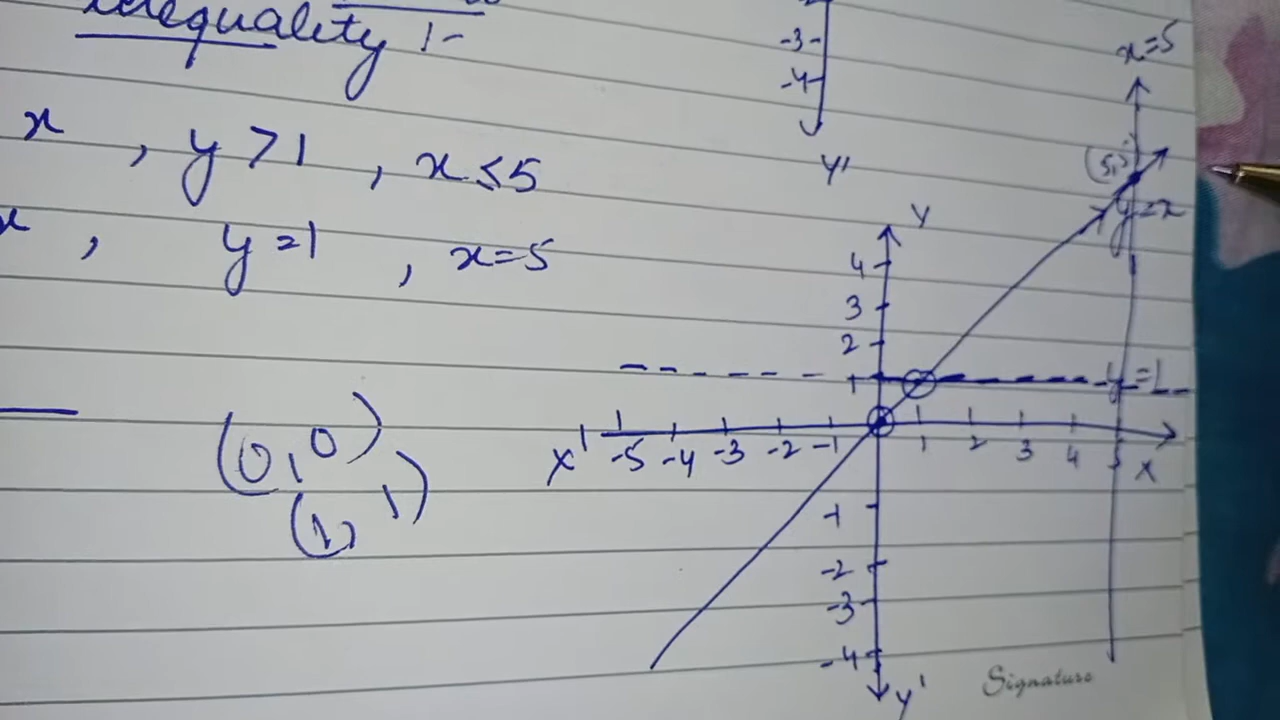 inequality :-
x , y > 1 , x ≤ 5
x , y = 1 , x = 5
(0, 0)
(1, 1)
-3
-4
Y'
x=5
(5,5)
y=x
Y
4
3
2
1
y=1
X' -5 -4 -3 -2 -1 1 2 3 4 5 X
-1
-2
-3
-4
Y'
Signature